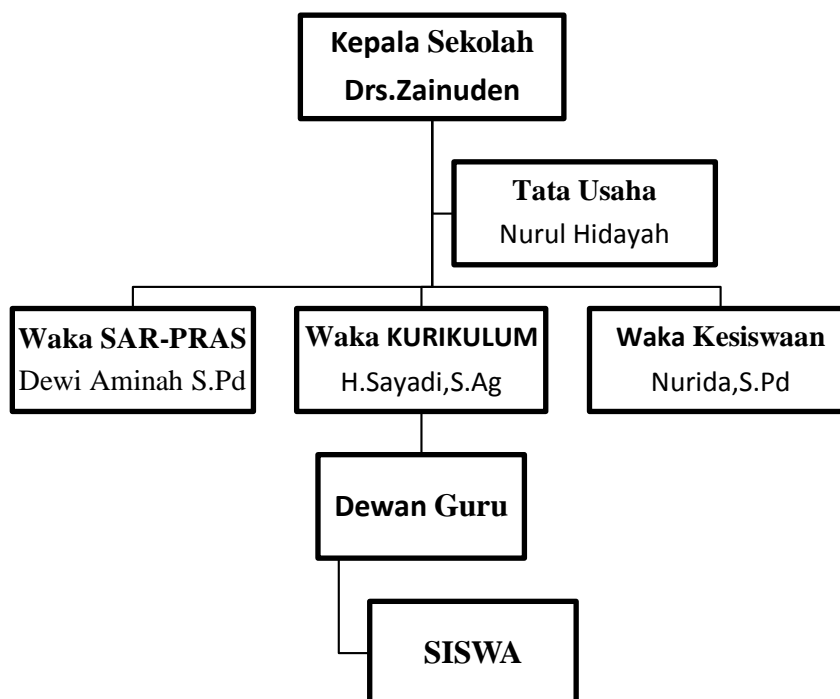 Kepala Sekolah
Drs.Zainuden
Tata Usaha
Nurul Hidayah
Waka SAR-PRAS
Dewi Aminah S.Pd
Waka KURIKULUM
H.Sayadi,S.Ag
Waka Kesiswaan
Nurida,S.Pd
Dewan Guru
SISWA